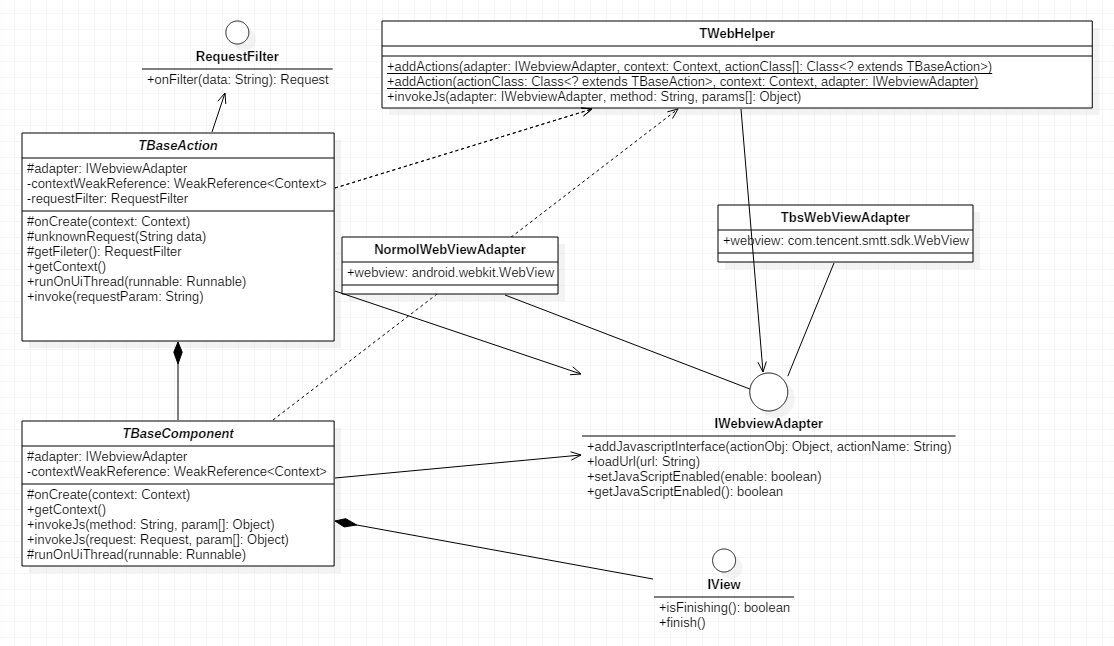 RequestFilter
+onFilter(data: String): Request
TWebHelper
+addActions(adapter: IWebviewAdapter, context: Context, actionClass[]: Class<? extends TBaseAction>)
+addAction(actionClass: Class<? extends TBaseAction>, context: Context, adapter: IWebviewAdapter)
+invokeJs(adapter: IWebviewAdapter, method: String, params[]: Object)
TBaseAction
#adapter: IWebviewAdapter
-contextWeakReference: WeakReference<Context>
-requestFilter: RequestFilter
#onCreate(context: Context)
#unknownRequest(String data)
#getFileter(): RequestFilter
+getContext()
+runOnUiThread(runnable: Runnable)
+invoke(requestParam: String)
NormolWebViewAdapter
+webview: android.webkit.WebView
TbsWebViewAdapter
+webview: com.tencent.smtt.sdk.WebView
TBaseComponent
#adapter: IWebviewAdapter
-contextWeakReference: WeakReference<Context>
#onCreate(context: Context)
+getContext()
+invokeJs(method: String, param[]: Object)
+invokeJs(request: Request, param[]: Object)
#runOnUiThread(runnable: Runnable)
IWebviewAdapter
+addJavascriptInterface(actionObj: Object, actionName: String)
+loadUrl(url: String)
+setJavaScriptEnabled(enable: boolean)
+getJavaScriptEnabled(): boolean
IView
+isFinishing(): boolean
+finish()